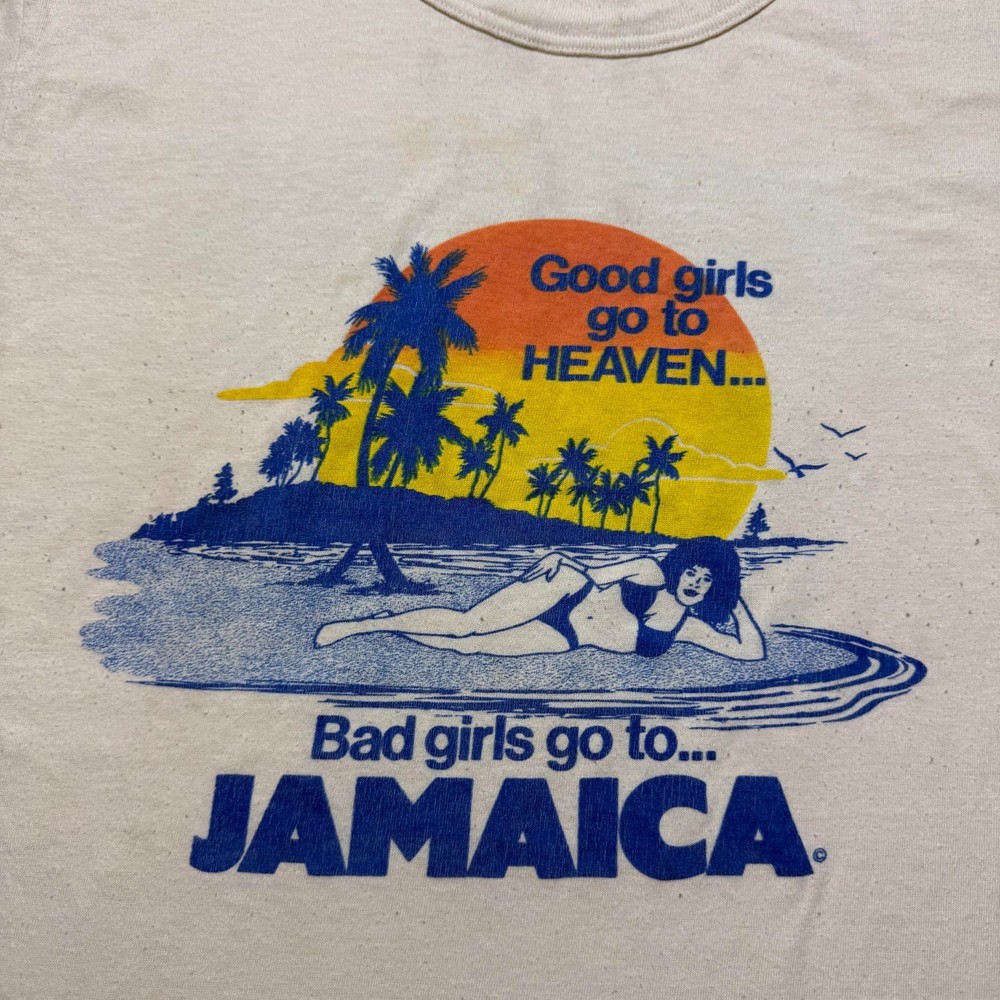 Good girls
go to
HEAVEN...
Bad girls go to...
JAMAICA©